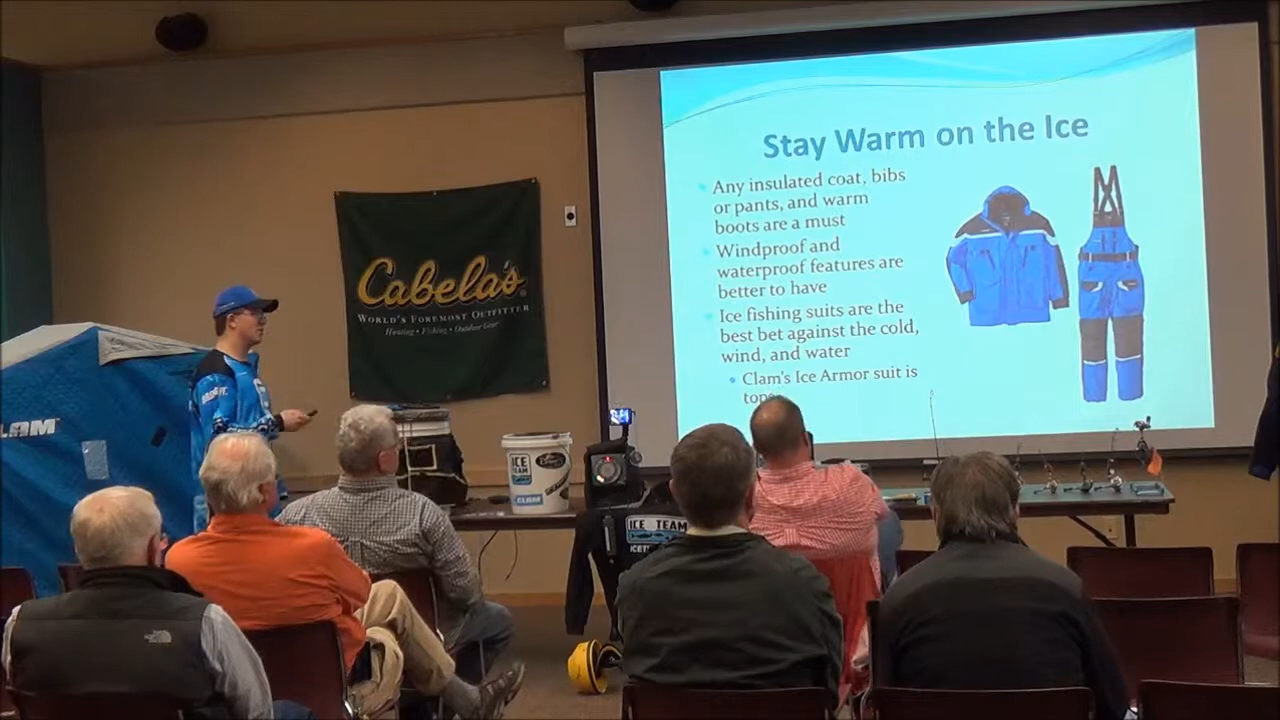 Stay Warm on the Ice
Any insulated coat, bibs
or pants, and warm
boots are a must
Windproof and
waterproof features are
better to have
Ice fishing suits are the
best bet against the cold,
wind, and water
Clam's Ice Armor suit is
Cabela's
WORLD'S FOREMOST OUTFITTER
Hunting • Fishing • Outdoor Gear
CLAM
ICE
TEAM
CLAM
ICE TEAM